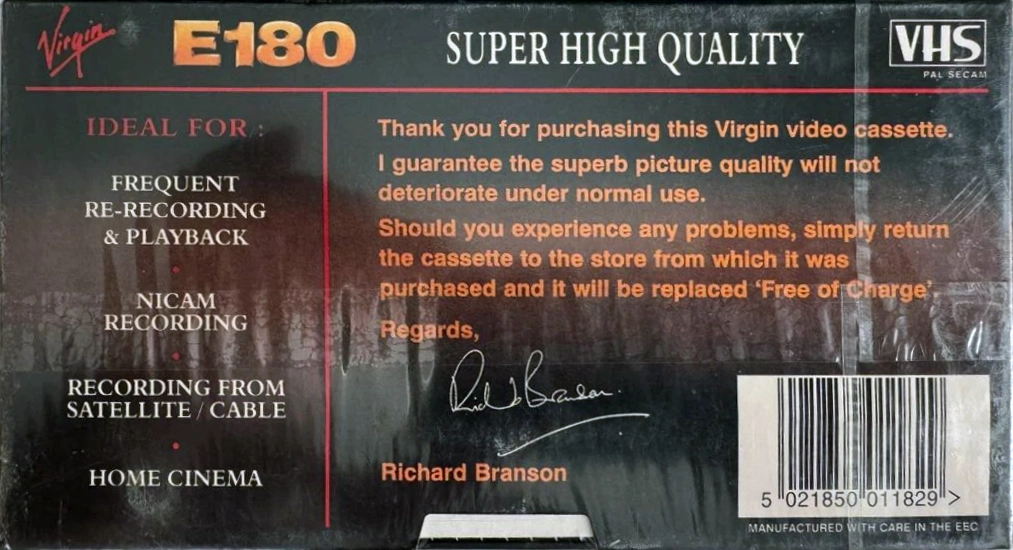 Virgin E180 SUPER HIGH QUALITY VHS
PAL SECAM
IDEAL FOR :
FREQUENT
RE-RECORDING
& PLAYBACK
•
NICAM
RECORDING
•
RECORDING FROM
SATELLITE / CABLE
•
HOME CINEMA
Thank you for purchasing this Virgin video cassette.
I guarantee the superb picture quality will not
deteriorate under normal use.
Should you experience any problems, simply return
the cassette to the store from which it was
purchased and it will be replaced ‘Free of Charge’.
Regards,
Richard Branson
Richard Branson
5 021850 011829 >
MANUFACTURED WITH CARE IN THE EEC